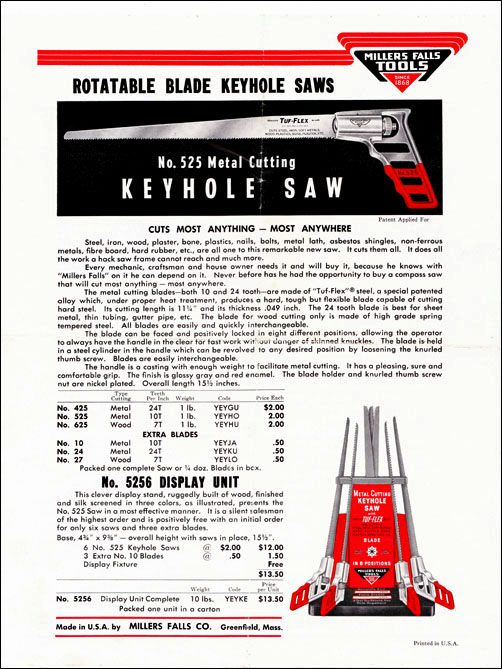 MILLERS FALLS
TOOLS
SINCE
1868
ROTATABLE BLADE KEYHOLE SAWS
TUF-FLEX
No. 525 Metal Cutting
KEYHOLE SAW
Patent Applied For
CUTS MOST ANYTHING — MOST ANYWHERE
Steel, iron, wood, plaster, bone, plastics, nails, bolts, metal lath, asbestos shingles, non-ferrous
metals, fibre board, hard rubber, etc., are all one to this remarkable new saw. It cuts them all. It does all
the work a hack saw frame cannot reach and much more.
Every mechanic, craftsman and house owner needs it and will buy it, because he knows with
"Millers Falls" on it he can depend on it. Never before has he had the opportunity to buy a compass saw
that will cut most anything — most anywhere.
The metal cutting blades—both 10 and 24 tooth—are made of "Tuf-Flex"® steel, a special patented
alloy which, under proper heat treatment, produces a hard, tough but flexible blade capable of cutting
hard steel. Its cutting length is 11¾" and its thickness .049 inch. The 24 tooth blade is best for sheet
metal, thin tubing, gutter pipe, etc. The blade for wood cutting only is made of high grade spring
tempered steel. All blades are easily and quickly interchangeable.
The blade can be faced and positively locked in eight different positions, allowing the operator
to always have the handle in the clear for fast work without danger of skinned knuckles. The blade is held
in a steel cylinder in the handle which can be revolved to any desired position by loosening the knurled
thumb screw. Blades are easily interchangeable.
The handle is a casting with enough weight to facilitate metal cutting. It has a pleasing, sure and
comfortable grip. The finish is glossy gray and red enamel. The blade holder and knurled thumb screw
nut are nickel plated. Overall length 15½ inches.
Type Teeth
Cutting Per Inch Weight Code Price Each
No. 425 Metal 24T 1 lb. YEYGU $2.00
No. 525 Metal 10T 1 lb. YEYHO 2.00
No. 625 Wood 7T 1 lb. YEYHU 2.00
EXTRA BLADES
No. 10 Metal 10T YEYJA .50
No. 24 Metal 24T YEYKU .50
No. 27 Wood 7T YEYLO .50
Packed one complete Saw or ¼ doz. Blades in box.
No. 5256 DISPLAY UNIT
This clever display stand, ruggedly built of wood, finished
and silk screened in three colors, as illustrated, presents the
No. 525 Saw in a most effective manner. It is a silent salesman
of the highest order and is positively free with an initial order
for only six saws and three extra blades.
Base, 4¾" x 9⅝" — overall height with saws in place, 15½".
6 No. 525 Keyhole Saws @ $2.00 $12.00
3 Extra No. 10 Blades @ .50 1.50
Display Fixture Free
$13.50
Price
Weight Code per Unit
No. 5256 Display Unit Complete 10 lbs. YEYKE $13.50
Packed one unit in a carton
METAL CUTTING
KEYHOLE
SAW
with
TUF-FLEX
BLADE
IN 8 POSITIONS
MILLERS FALLS
TOOLS
Made in U.S.A. by MILLERS FALLS CO. Greenfield, Mass.
Printed in U.S.A.